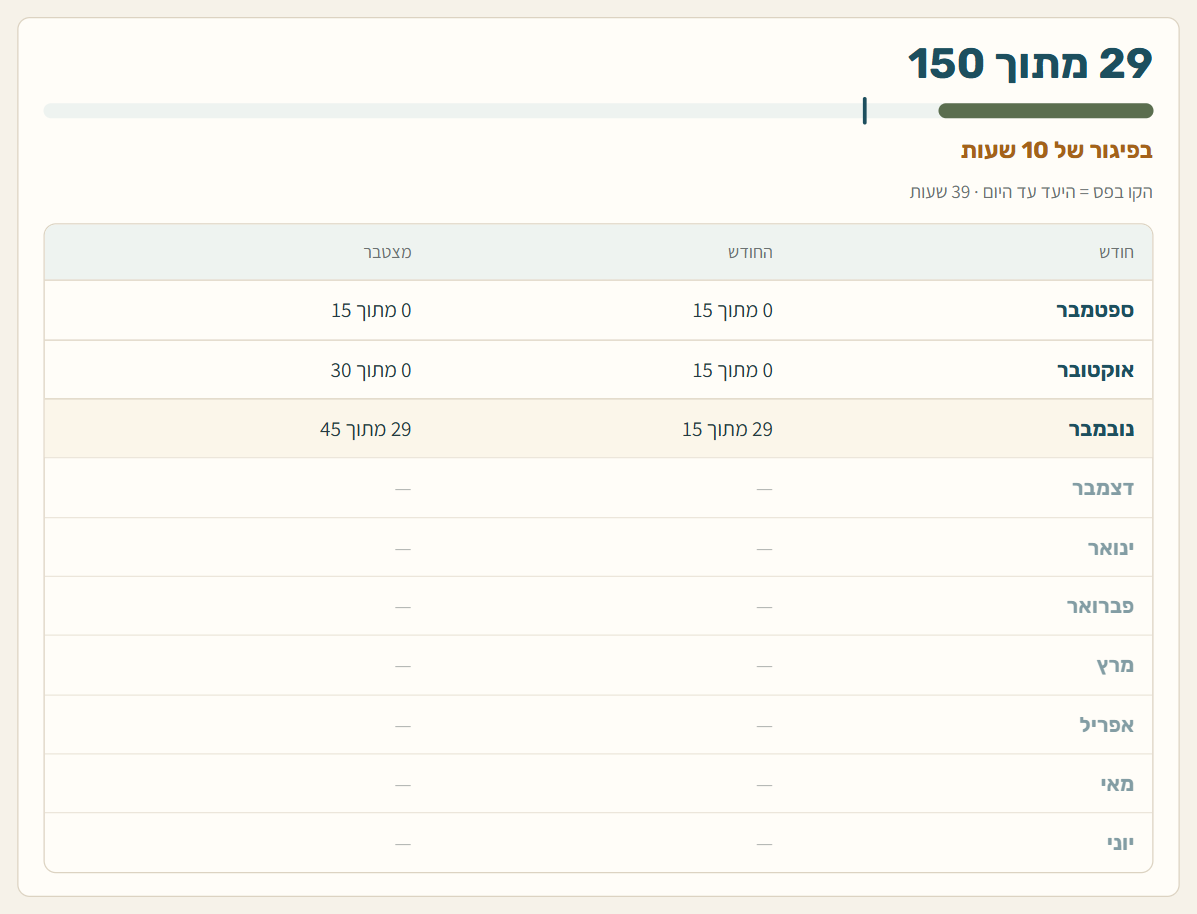 29 מתוך 150
בפיגור של 10 שעות
הקו בפס = היעד עד היום · 39 שעות
חודש החודש מצטבר
ספטמבר 0 מתוך 15 0 מתוך 15
אוקטובר 0 מתוך 15 0 מתוך 30
נובמבר 29 מתוך 15 29 מתוך 45
דצמבר — —
ינואר — —
פברואר — —
מרץ — —
אפריל — —
מאי — —
יוני — —